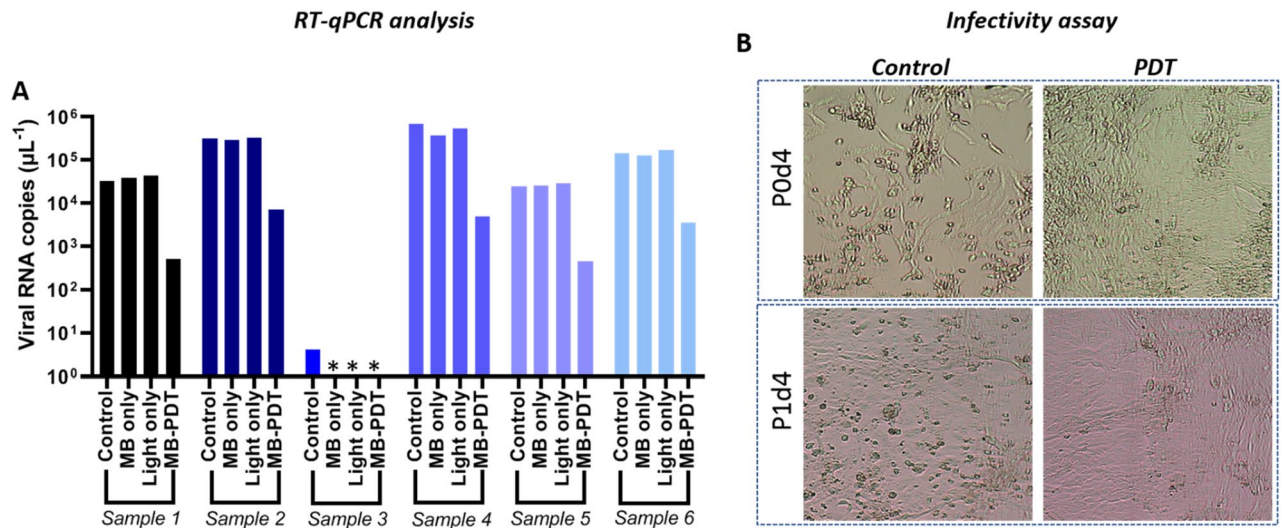 RT-qPCR analysis
Infectivity assay
A
B
Control
PDT
Viral RNA copies (µL⁻¹)
10⁶
10⁵
10⁴
10³
10²
10¹
10⁰
* * *
Control
MB only
Light only
MB-PDT
Control
MB only
Light only
MB-PDT
Control
MB only
Light only
MB-PDT
Control
MB only
Light only
MB-PDT
Control
MB only
Light only
MB-PDT
Control
MB only
Light only
MB-PDT
Sample 1
Sample 2
Sample 3
Sample 4
Sample 5
Sample 6
P0d4
P1d4